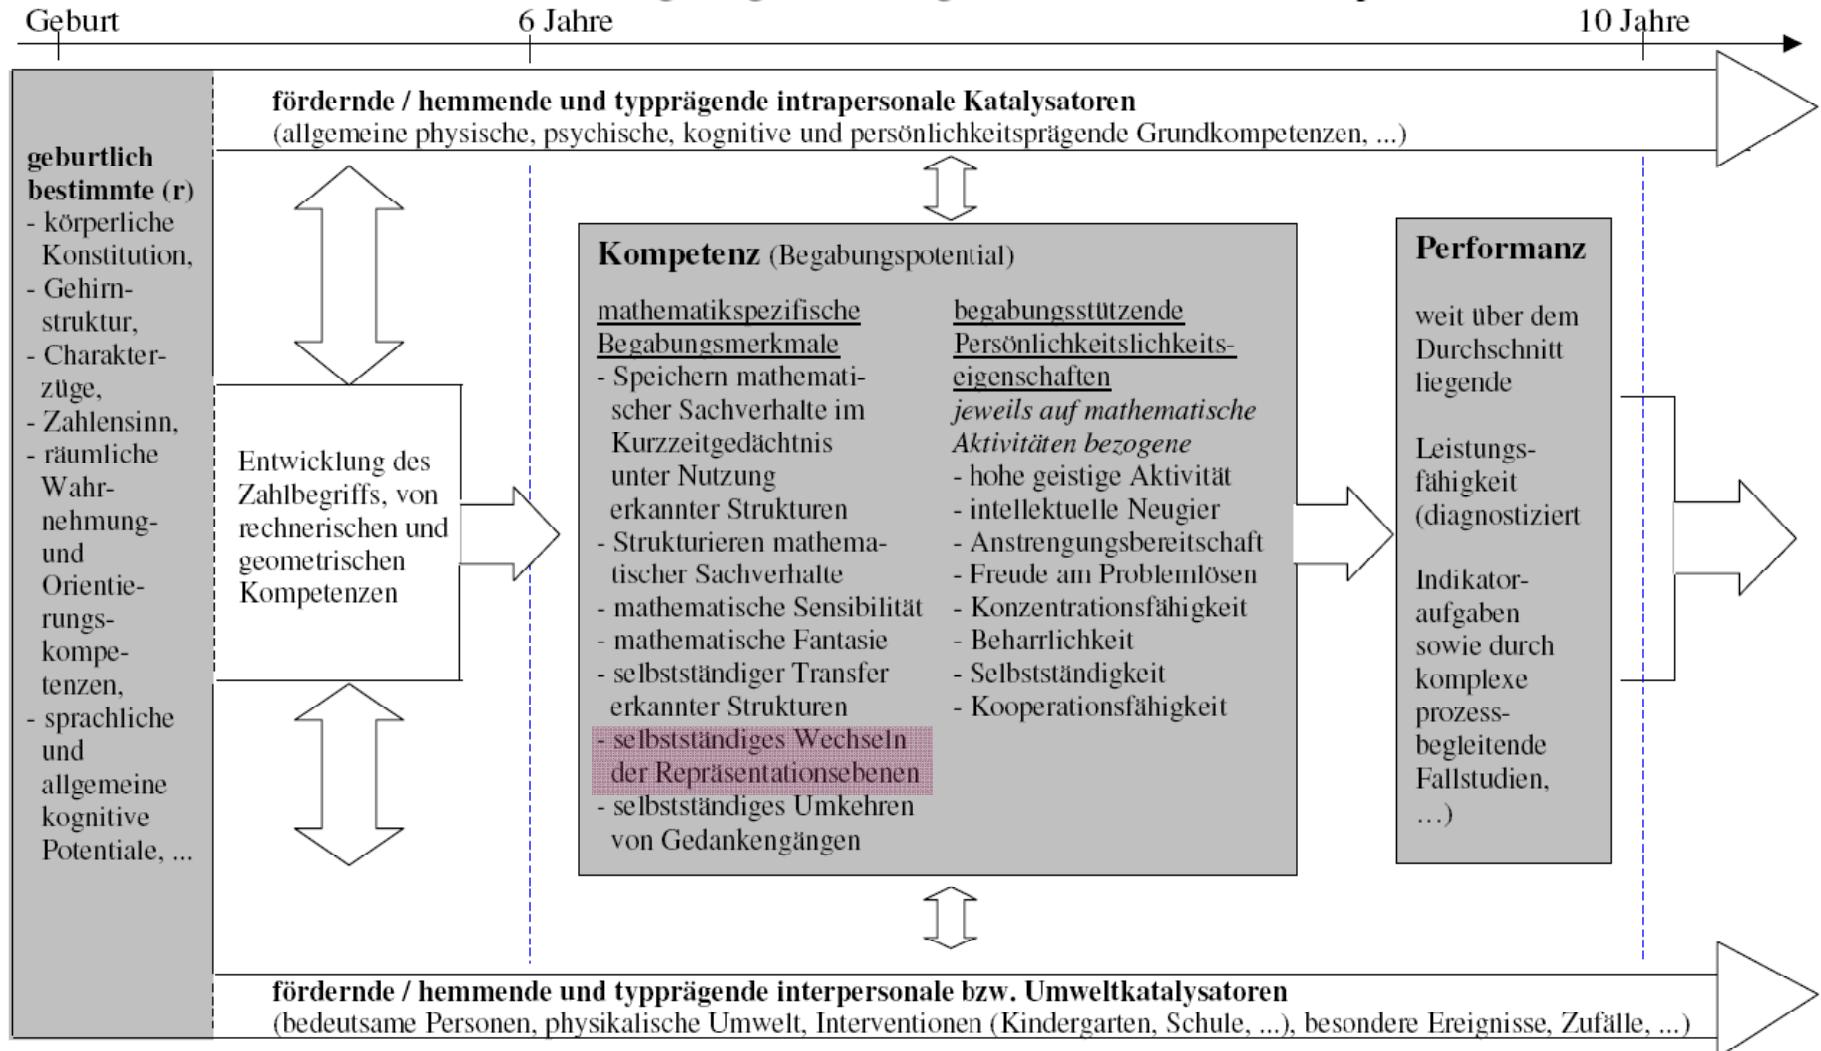 Geburt
6 Jahre
10 Jahre
fördernde / hemmende und typprägende intrapersonale Katalysatoren
(allgemeine physische, psychische, kognitive und persönlichkeitsprägende Grundkompetenzen, ...)
geburtlich
bestimmte (r)
- körperliche
Konstitution,
- Gehirn-
struktur,
- Charakter-
züge,
- Zahlensinn,
- räumliche
Wahr-
nehmung-
und
Orientie-
rungs-
kompe-
tenzen,
- sprachliche
und
allgemeine
kognitive
Potentiale, ...
Entwicklung des
Zahlbegriffs, von
rechnerischen und
geometrischen
Kompetenzen
Kompetenz (Begabungspotential)
mathematikspezifische
Begabungsmerkmale
- Speichern mathemati-
scher Sachverhalte im
Kurzzeitgedächtnis
unter Nutzung
erkannter Strukturen
- Strukturieren mathema-
tischer Sachverhalte
- mathematische Sensibilität
- mathematische Fantasie
- selbstständiger Transfer
erkannter Strukturen
- selbstständiges Wechseln
der Repräsentationsebenen
- selbstständiges Umkehren
von Gedankengängen
begabungsstützende
Persönlichkeitslichkeits-
eigenschaften
jeweils auf mathematische
Aktivitäten bezogene
- hohe geistige Aktivität
- intellektuelle Neugier
- Anstrengungsbereitschaft
- Freude am Problemlösen
- Konzentrationsfähigkeit
- Beharrlichkeit
- Selbstständigkeit
- Kooperationsfähigkeit
Performanz
weit über dem
Durchschnitt
liegende
Leistungs-
fähigkeit
(diagnostiziert
Indikator-
aufgaben
sowie durch
komplexe
prozess-
begleitende
Fallstudien,
...)
fördernde / hemmende und typprägende interpersonale bzw. Umweltkatalysatoren
(bedeutsame Personen, physikalische Umwelt, Interventionen (Kindergarten, Schule, ...), besondere Ereignisse, Zufälle, ...)